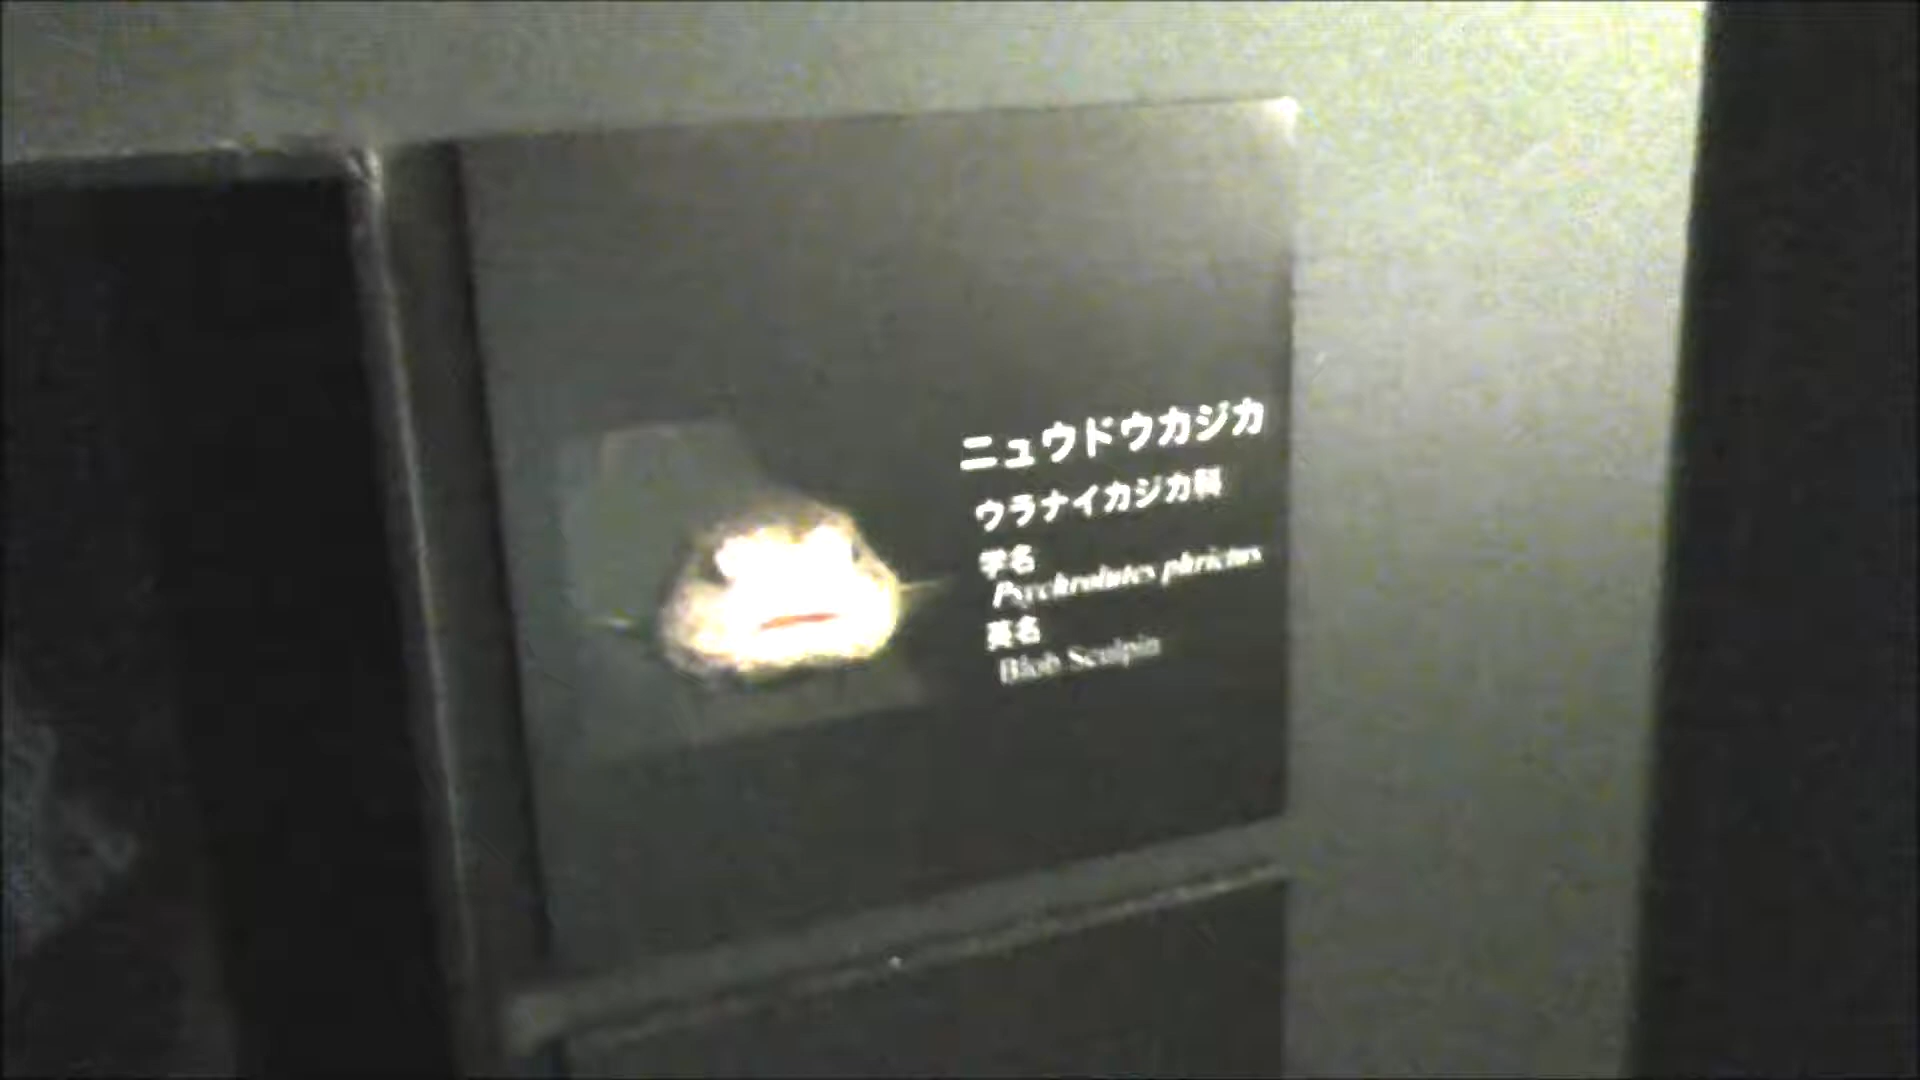 ニュウドウカジカ
ウラナイカジカ科
学名
Psychrolutes phrictus
英名
Blob Sculpin